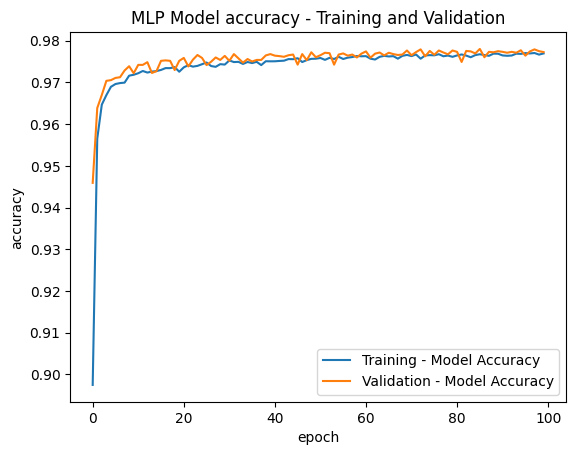 MLP Model accuracy - Training and Validation
0.98
0.97
0.96
0.95
0.94
0.93
0.92
0.91
0.90
accuracy
0 20 40 60 80 100
epoch
Training - Model Accuracy
Validation - Model Accuracy